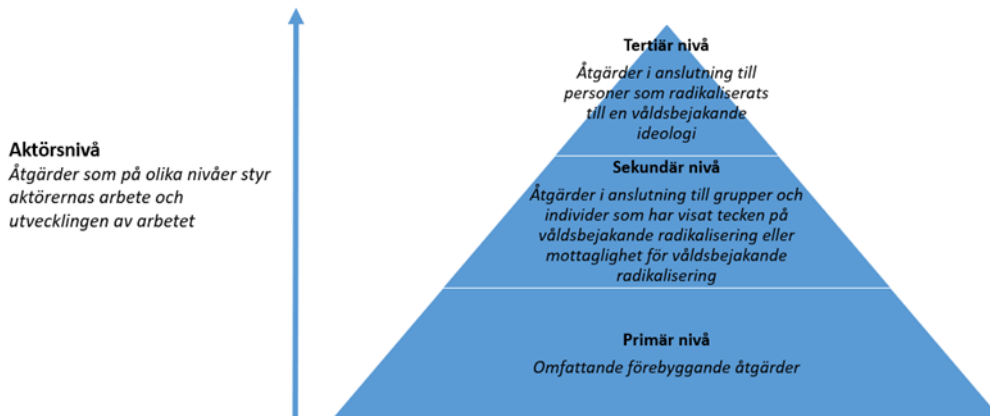 Aktörsnivå
Åtgärder som på olika nivåer styr
aktörernas arbete och
utvecklingen av arbetet
Tertiär nivå
Åtgärder i anslutning till
personer som radikaliserats
till en våldsbejakande
ideologi
Sekundär nivå
Åtgärder i anslutning till grupper och
individer som har visat tecken på
våldsbejakande radikalisering eller
mottaglighet för våldsbejakande
radikalisering
Primär nivå
Omfattande förebyggande åtgärder